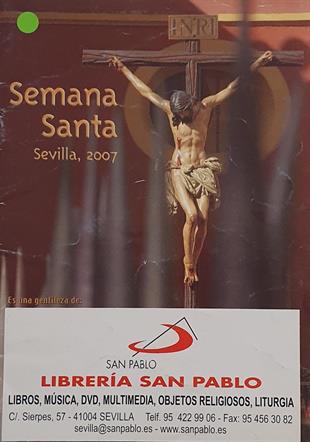 INRI
Semana
Santa
Sevilla, 2007
Es una gentileza de:
SAN PABLO
LIBRERÍA SAN PABLO
LIBROS, MÚSICA, DVD, MULTIMEDIA, OBJETOS RELIGIOSOS, LITURGIA
C/. Sierpes, 57 - 41004 SEVILLA Telf. 95 422 99 06 - Fax: 95 456 30 82
sevilla@sanpablo.es - www.sanpablo.es